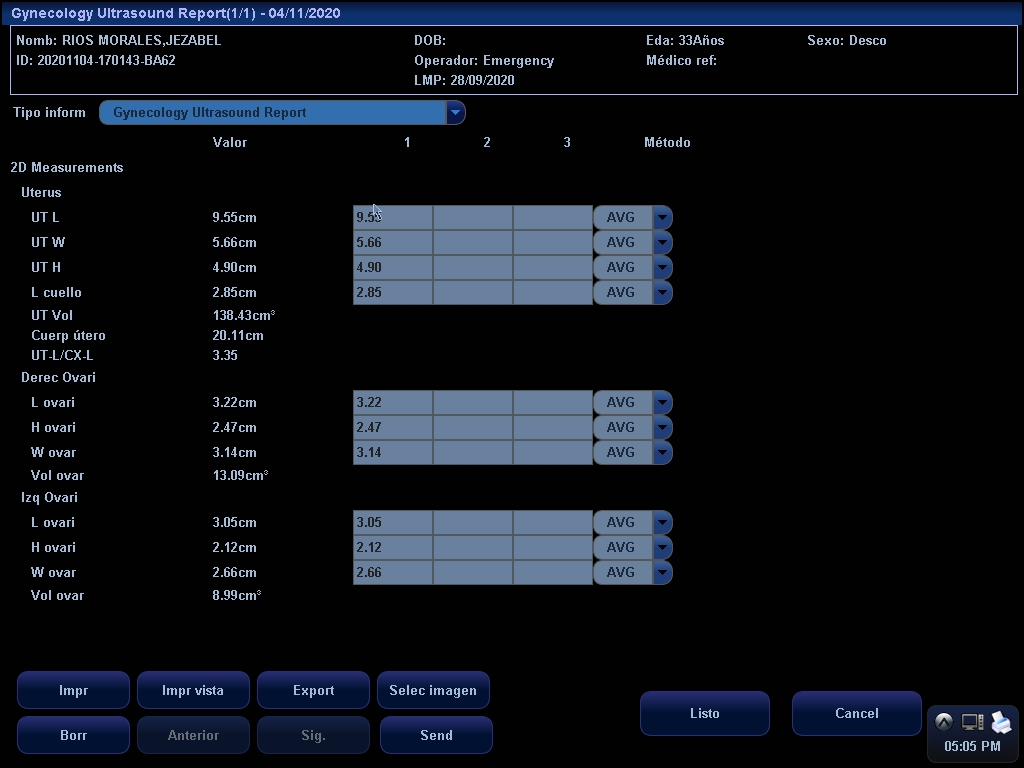 Gynecology Ultrasound Report(1/1) - 04/11/2020
Nomb: RIOS MORALES,JEZABEL DOB: Eda: 33Años Sexo: Desco
ID: 20201104-170143-BA62 Operador: Emergency Médico ref:
LMP: 28/09/2020
Tipo inform Gynecology Ultrasound Report
Valor 1 2 3 Método
2D Measurements
Uterus
UT L 9.55cm 9.55 AVG
UT W 5.66cm 5.66 AVG
UT H 4.90cm 4.90 AVG
L cuello 2.85cm 2.85 AVG
UT Vol 138.43cm³
Cuerp útero 20.11cm
UT-L/CX-L 3.35
Derec Ovari
L ovari 3.22cm 3.22 AVG
H ovari 2.47cm 2.47 AVG
W ovar 3.14cm 3.14 AVG
Vol ovar 13.09cm³
Izq Ovari
L ovari 3.05cm 3.05 AVG
H ovari 2.12cm 2.12 AVG
W ovar 2.66cm 2.66 AVG
Vol ovar 8.99cm³
Impr Impr vista Export Selec imagen
Listo Cancel
Borr Anterior Sig. Send
05:05 PM